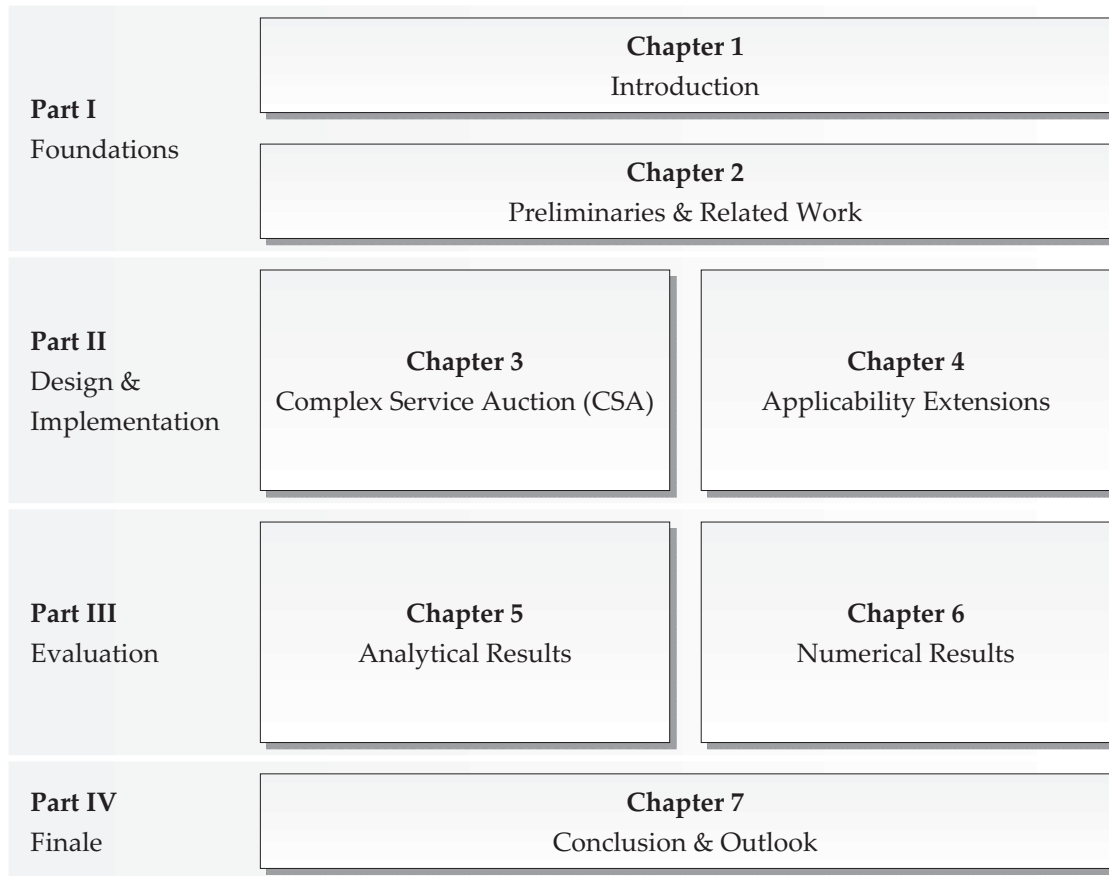 Part I
Foundations
Chapter 1
Introduction
Chapter 2
Preliminaries & Related Work
Part II
Design &
Implementation
Chapter 3
Complex Service Auction (CSA)
Chapter 4
Applicability Extensions
Part III
Evaluation
Chapter 5
Analytical Results
Chapter 6
Numerical Results
Part IV
Finale
Chapter 7
Conclusion & Outlook